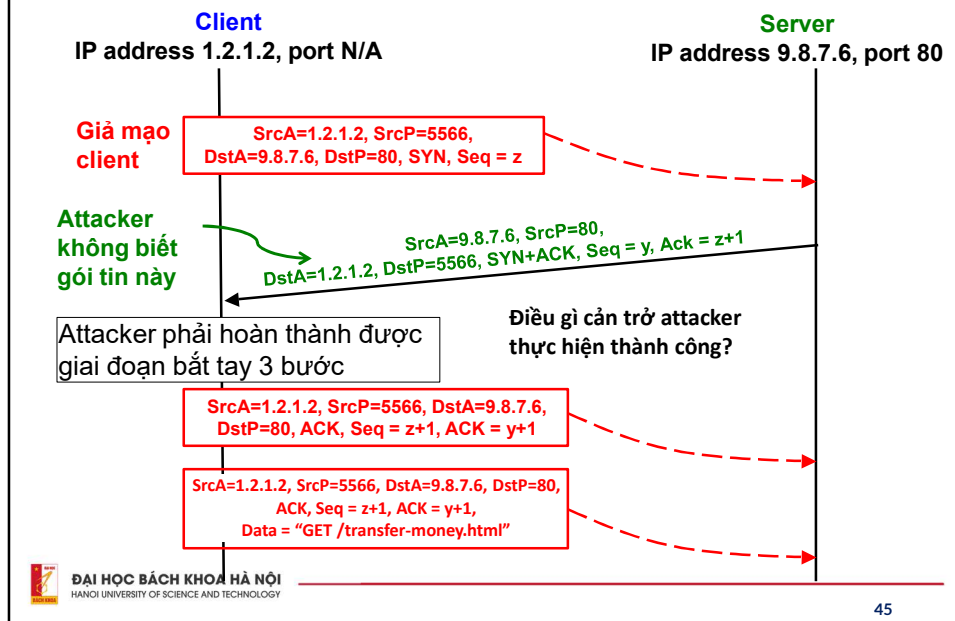 Client
IP address 1.2.1.2, port N/A
Server
IP address 9.8.7.6, port 80
Giả mạo
client
SrcA=1.2.1.2, SrcP=5566,
DstA=9.8.7.6, DstP=80, SYN, Seq = z
Attacker
không biết
gói tin này
SrcA=9.8.7.6, SrcP=80,
DstA=1.2.1.2, DstP=5566, SYN+ACK, Seq = y, Ack = z+1
Điều gì cản trở attacker
thực hiện thành công?
Attacker phải hoàn thành được
giai đoạn bắt tay 3 bước
SrcA=1.2.1.2, SrcP=5566, DstA=9.8.7.6,
DstP=80, ACK, Seq = z+1, ACK = y+1
SrcA=1.2.1.2, SrcP=5566, DstA=9.8.7.6, DstP=80,
ACK, Seq = z+1, ACK = y+1,
Data = “GET /transfer-money.html”
BÁCH KHOA
ĐẠI HỌC BÁCH KHOA HÀ NỘI
HANOI UNIVERSITY OF SCIENCE AND TECHNOLOGY
45